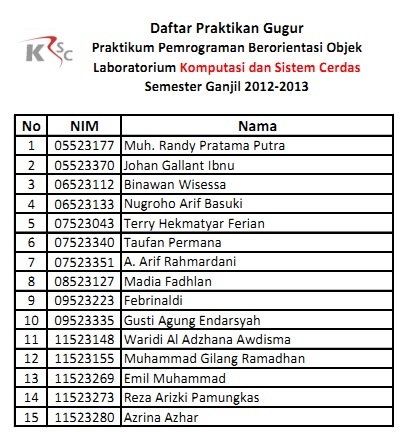 KSC
Daftar Praktikan Gugur
Praktikum Pemrograman Berorientasi Objek
Laboratorium Komputasi dan Sistem Cerdas
Semester Ganjil 2012-2013
No NIM Nama
1 05523177 Muh. Randy Pratama Putra
2 05523370 Johan Gallant Ibnu
3 06523112 Binawan Wisessa
4 06523133 Nugroho Arif Basuki
5 07523043 Terry Hekmatyar Ferian
6 07523340 Taufan Permana
7 07523351 A. Arif Rahmardani
8 08523127 Madia Fadhlan
9 09523223 Febrinaldi
10 09523335 Gusti Agung Endarsyah
11 11523148 Waridi Al Adzhana Awdisma
12 11523155 Muhammad Gilang Ramadhan
13 11523269 Emil Muhammad
14 11523273 Reza Arizki Pamungkas
15 11523280 Azrina Azhar